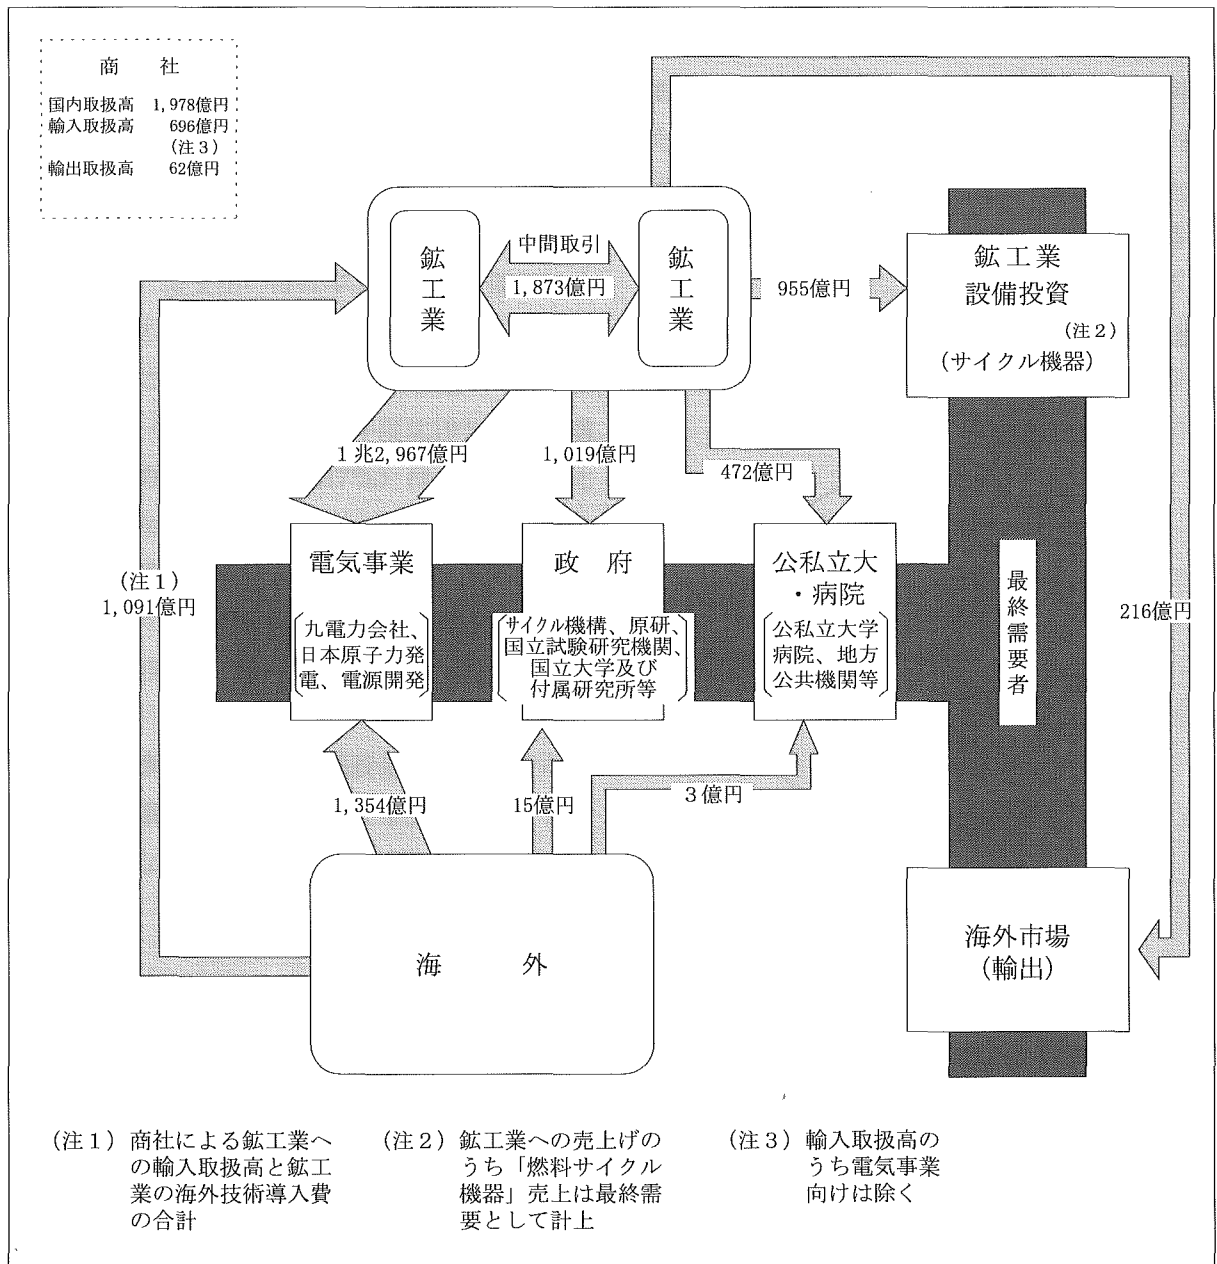 商　社
国内取扱高　1,978億円
輸入取扱高　696億円
（注３）
輸出取扱高　62億円
鉱工業
中間取引
1,873億円
鉱工業
955億円
鉱工業
設備投資
（注２）
（サイクル機器）
１兆2,967億円
1,019億円
472億円
（注１）
1,091億円
電気事業
九電力会社、
日本原子力発
電、電源開発
政　府
サイクル機構、原研、
国立試験研究機関、
国立大学及び
付属研究所等
公私立大
・病院
公私立大学
病院、地方
公共機関等
最終需要者
216億円
1,354億円
15億円
３億円
海　外
海外市場
（輸出）
（注１）商社による鉱工業へ
の輸入取扱高と鉱工
業の海外技術導入費
の合計
（注２）鉱工業への売上げの
うち「燃料サイクル
機器」売上は最終需
要として計上
（注３）輸入取扱高の
うち電気事業
向けは除く